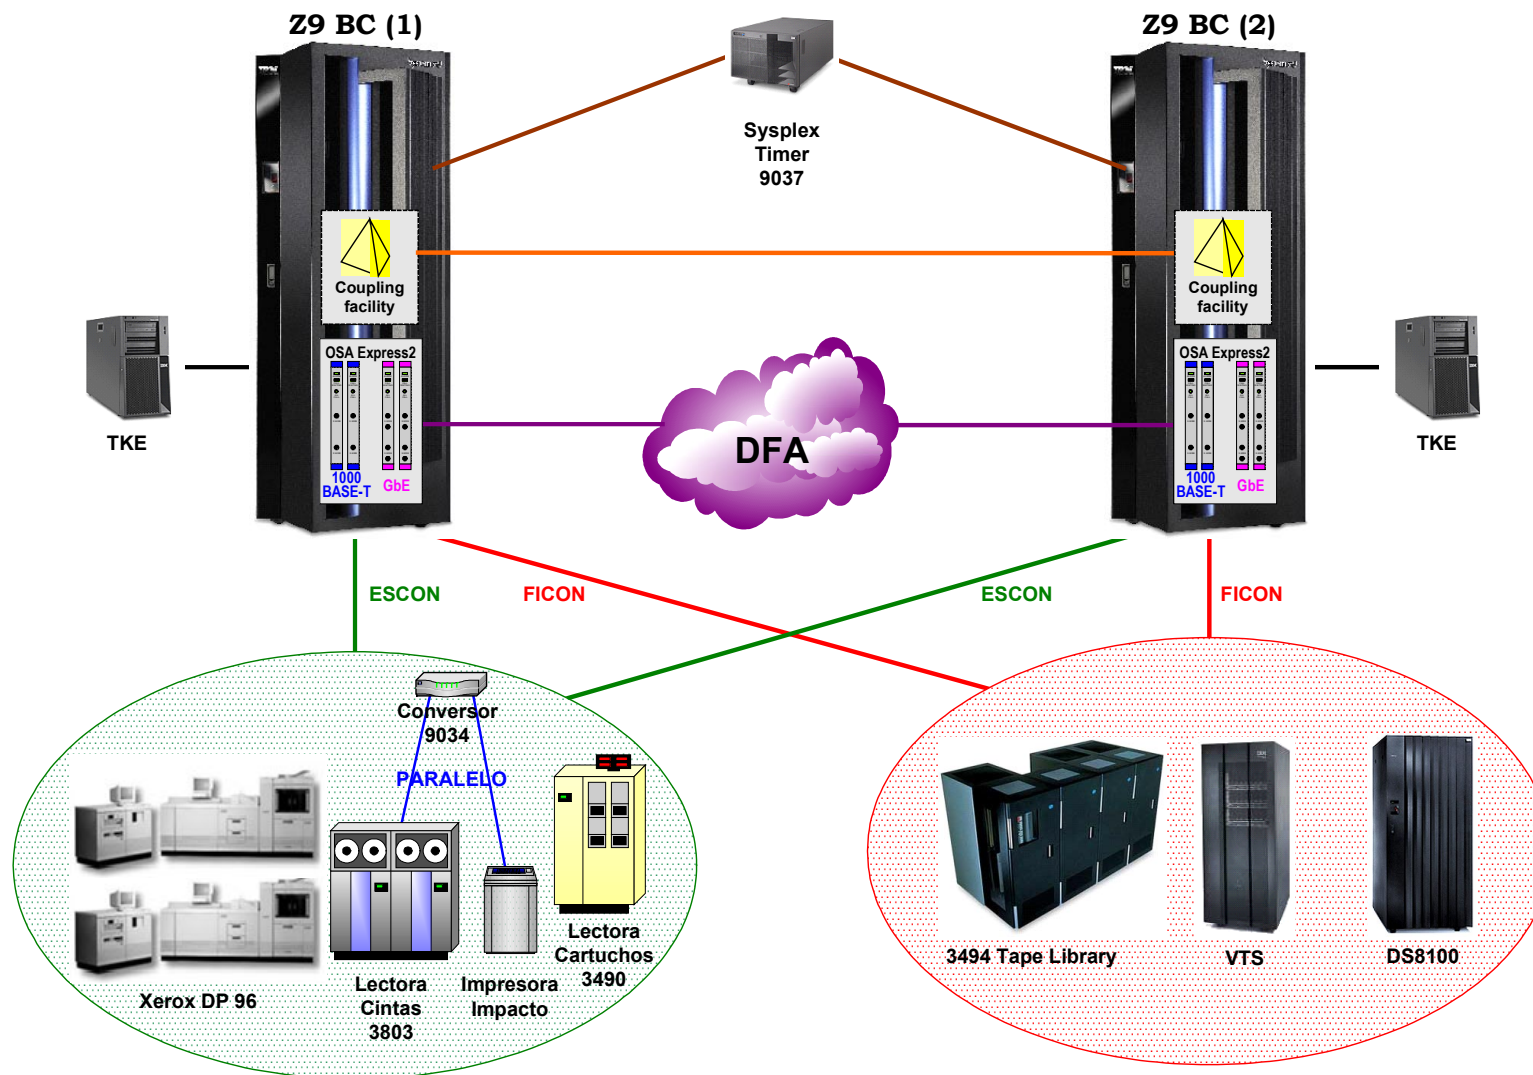 Z9 BC (1)
Z9 BC (2)
Sysplex
Timer
9037
Coupling
facility
Coupling
facility
TKE
OSA Express2
1000
BASE-T
GbE
DFA
OSA Express2
1000
BASE-T
GbE
TKE
ESCON
FICON
ESCON
FICON
Conversor
9034
PARALELO
Xerox DP 96
Lectora
Cintas
3803
Impresora
Impacto
Lectora
Cartuchos
3490
3494 Tape Library
VTS
DS8100